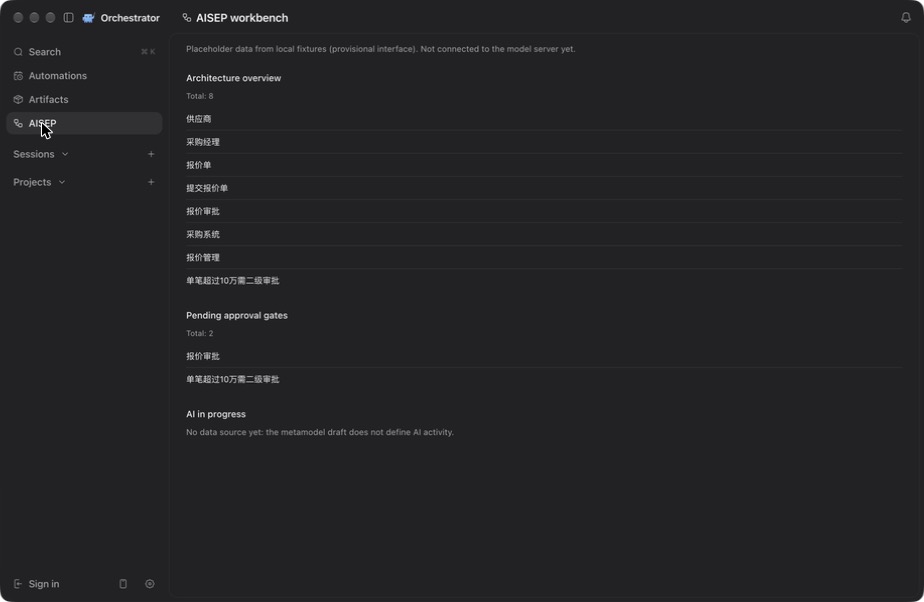 Orchestrator
AISEP workbench
Search ⌘ K
Automations
Artifacts
AISEP
Sessions
Projects
Placeholder data from local fixtures (provisional interface). Not connected to the model server yet.
Architecture overview
Total: 8
供应商
采购经理
报价单
提交报价单
报价审批
采购系统
报价管理
单笔超过10万需二级审批
Pending approval gates
Total: 2
报价审批
单笔超过10万需二级审批
AI in progress
No data source yet: the metamodel draft does not define AI activity.
Sign in